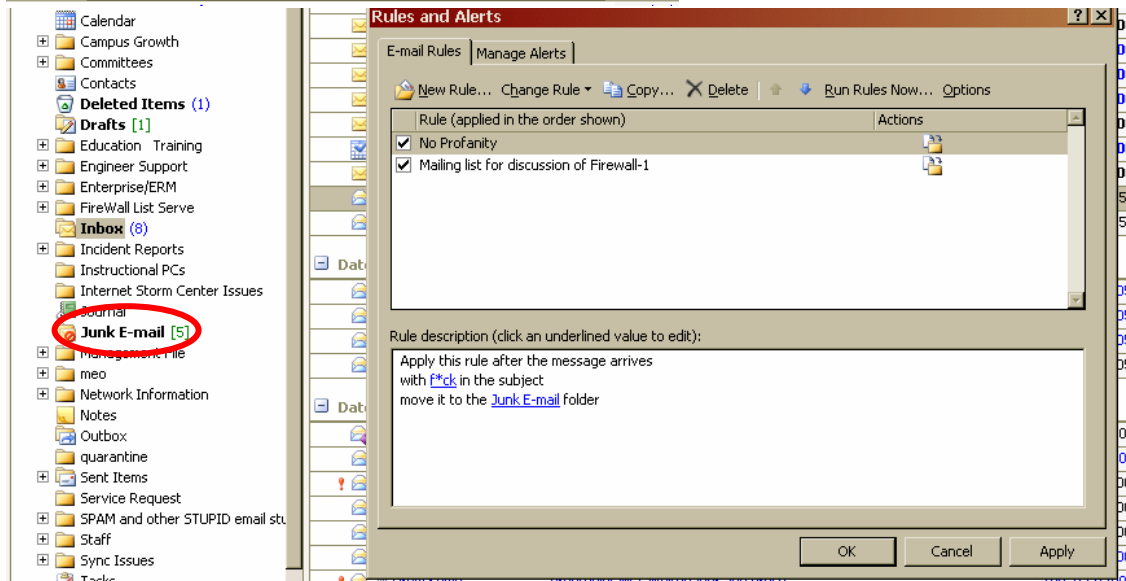 Calendar
Campus Growth
Committees
Contacts
Deleted Items (1)
Drafts [1]
Education Training
Engineer Support
Enterprise/ERM
FireWall List Serve
Inbox (8)
Incident Reports
Instructional PCs
Internet Storm Center Issues
Journal
Junk E-mail [5]
Management File
meo
Network Information
Notes
Outbox
quarantine
Sent Items
Service Request
SPAM and other STUPID email stu
Staff
Sync Issues
Tasks
Date
Date
Rules and Alerts
E-mail Rules Manage Alerts
New Rule... Change Rule Copy... Delete Run Rules Now... Options
Rule (applied in the order shown) Actions
No Profanity
Mailing list for discussion of Firewall-1
Rule description (click an underlined value to edit):
Apply this rule after the message arrives
with f*ck in the subject
move it to the Junk E-mail folder
OK Cancel Apply